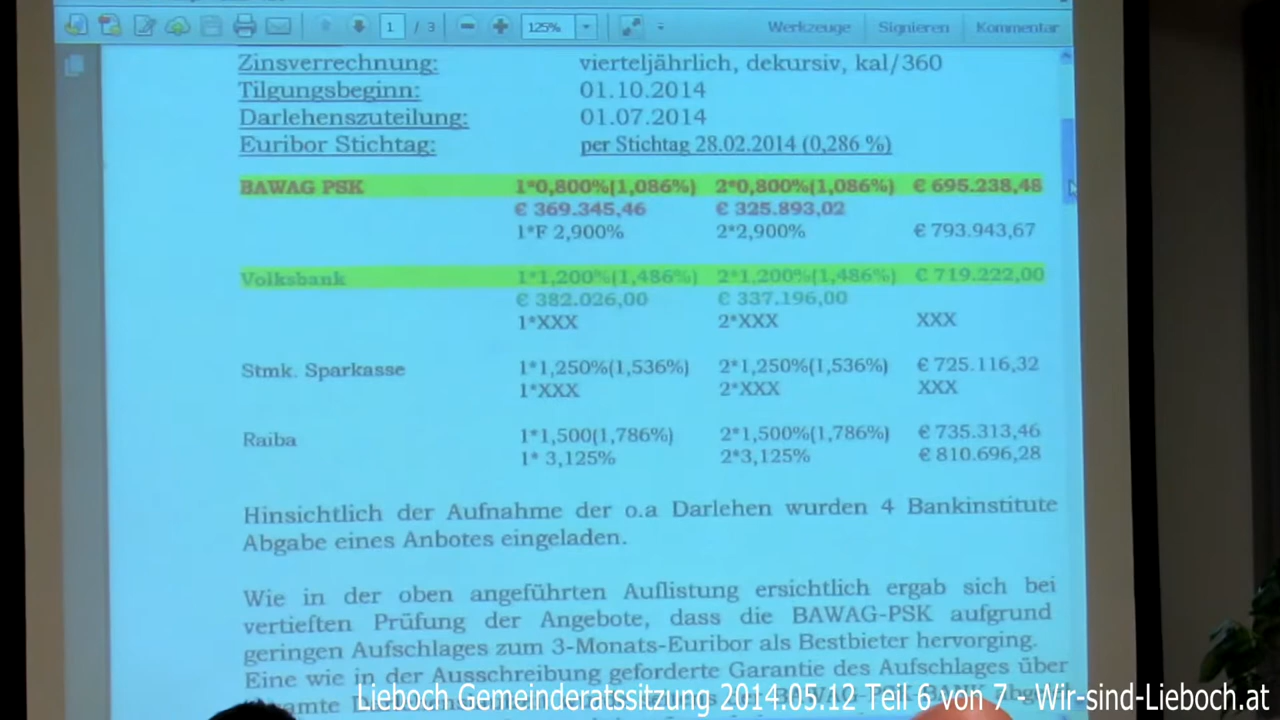 1 / 3 125% Werkzeuge Signieren Kommentar
Zinsverrechnung: vierteljährlich, dekursiv, kal/360
Tilgungsbeginn: 01.10.2014
Darlehenszuteilung: 01.07.2014
Euribor Stichtag: per Stichtag 28.02.2014 (0,286 %)
BAWAG PSK 1*0,800%(1,086%) 2*0,800%(1,086%) € 695.238,48
€ 369.345,46 € 325.893,02
1*F 2,900% 2*2,900% € 793.943,67
Volksbank 1*1,200%(1,486%) 2*1,200%(1,486%) € 719.222,00
€ 382.026,00 € 337.196,00
1*XXX 2*XXX XXX
Stmk. Sparkasse 1*1,250%(1,536%) 2*1,250%(1,536%) € 725.116,32
1*XXX 2*XXX XXX
Raiba 1*1,500(1,786%) 2*1,500%(1,786%) € 735.313,46
1* 3,125% 2*3,125% € 810.696,28
Hinsichtlich der Aufnahme der o.a Darlehen wurden 4 Bankinstitute
Abgabe eines Anbotes eingeladen.
Wie in der oben angeführten Auflistung ersichtlich ergab sich bei
vertieften Prüfung der Angebote, dass die BAWAG-PSK aufgrund
geringen Aufschlages zum 3-Monats-Euribor als Bestbieter hervorging.
Eine wie in der Ausschreibung geforderte Garantie des Aufschlages über
Lieboch Gemeinderatssitzung 2014.05.12 Teil 6 von 7 - Wir-sind-Lieboch.at